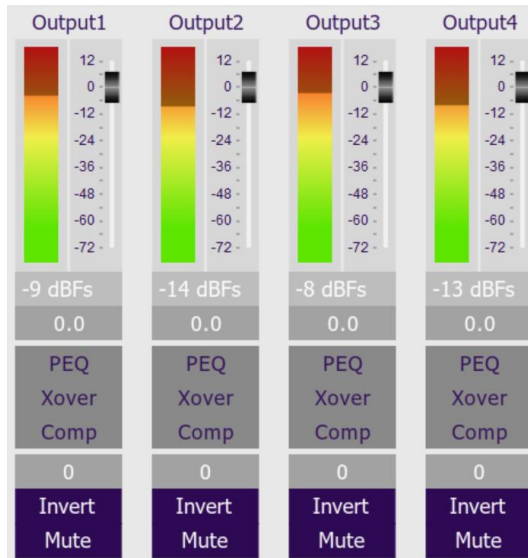 Output1 Output2 Output3 Output4
12 12 12 12
0 0 0 0
-12 -12 -12 -12
-24 -24 -24 -24
-36 -36 -36 -36
-48 -48 -48 -48
-60 -60 -60 -60
-72 -72 -72 -72
-9 dBFs -14 dBFs -8 dBFs -13 dBFs
0.0 0.0 0.0 0.0
PEQ PEQ PEQ PEQ
Xover Xover Xover Xover
Comp Comp Comp Comp
0 0 0 0
Invert Invert Invert Invert
Mute Mute Mute Mute